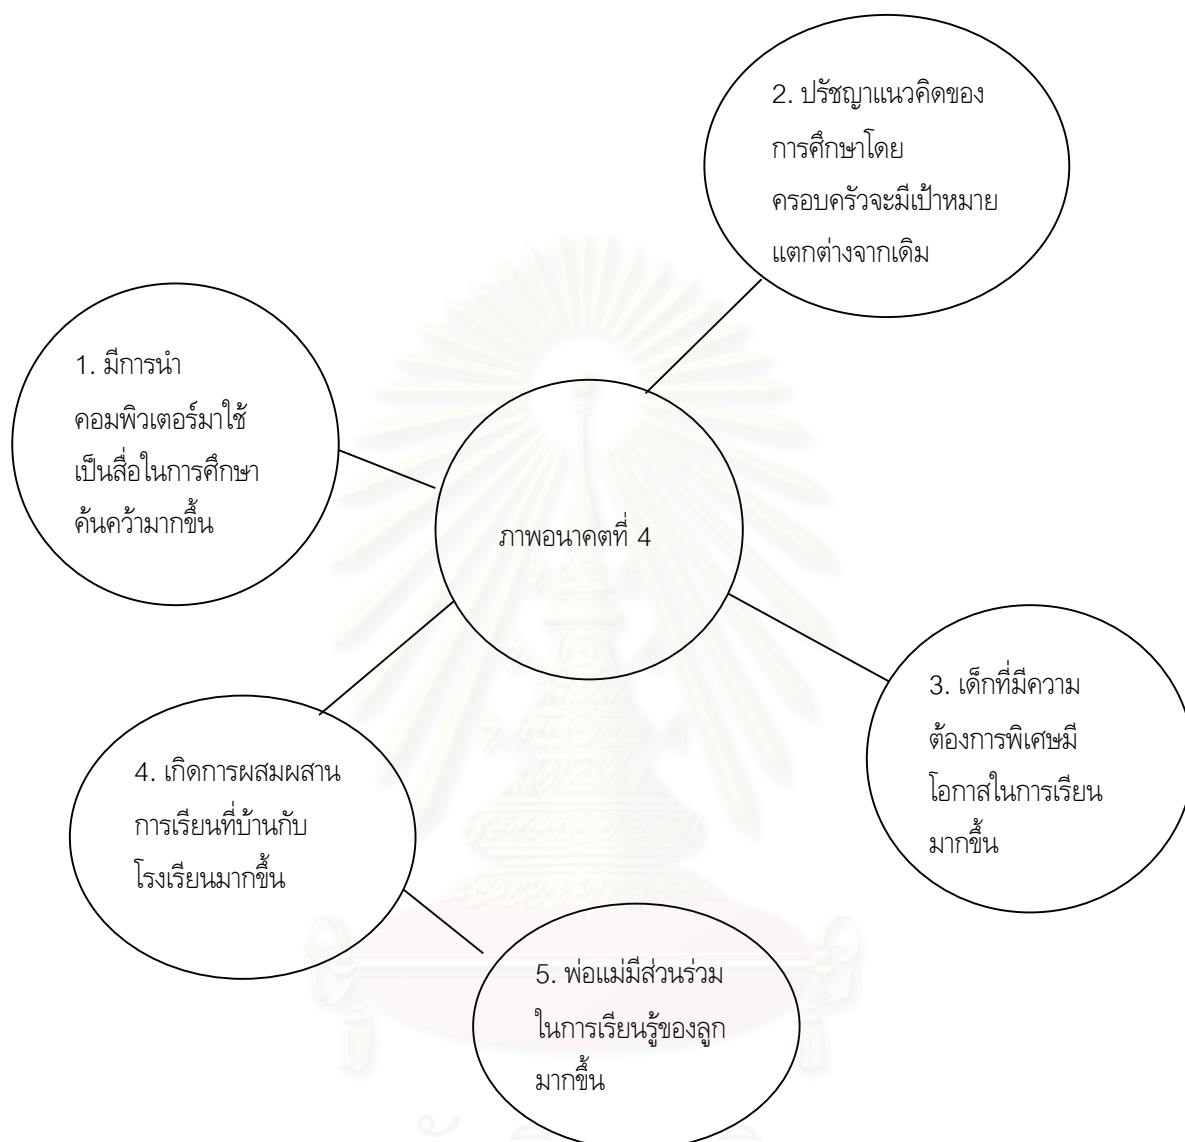 2. ปรัชญาแนวคิดของ
การศึกษาโดย
ครอบครัวจะมีเป้าหมาย
แตกต่างจากเดิม
1. มีการนำ
คอมพิวเตอร์มาใช้
เป็นสื่อในการศึกษา
ค้นคว้ามากขึ้น
ภาพอนาคตที่ 4
3. เด็กที่มีความ
ต้องการพิเศษมี
โอกาสในการเรียน
มากขึ้น
4. เกิดการผสมผสาน
การเรียนที่บ้านกับ
โรงเรียนมากขึ้น
5. พ่อแม่มีส่วนร่วม
ในการเรียนรู้ของลูก
มากขึ้น